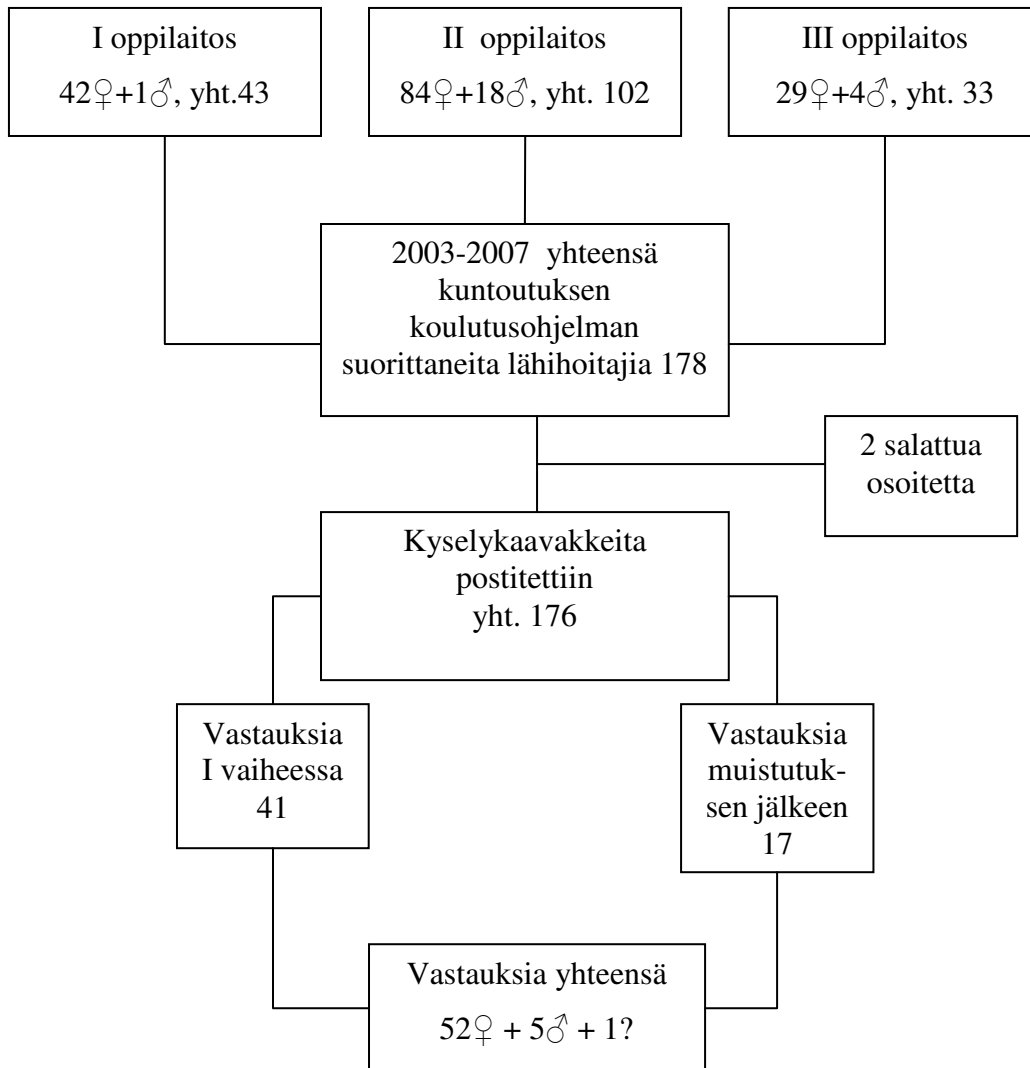 I oppilaitos
42♀+1♂, yht.43
II oppilaitos
84♀+18♂, yht. 102
III oppilaitos
29♀+4♂, yht. 33
2003-2007 yhteensä
kuntoutuksen
koulutusohjelman
suorittaneita lähihoitajia 178
2 salattua
osoitetta
Kyselykaavakkeita
postitettiin
yht. 176
Vastauksia
I vaiheessa
41
Vastauksia
muistutuk-
sen jälkeen
17
Vastauksia yhteensä
52♀ + 5♂ + 1?